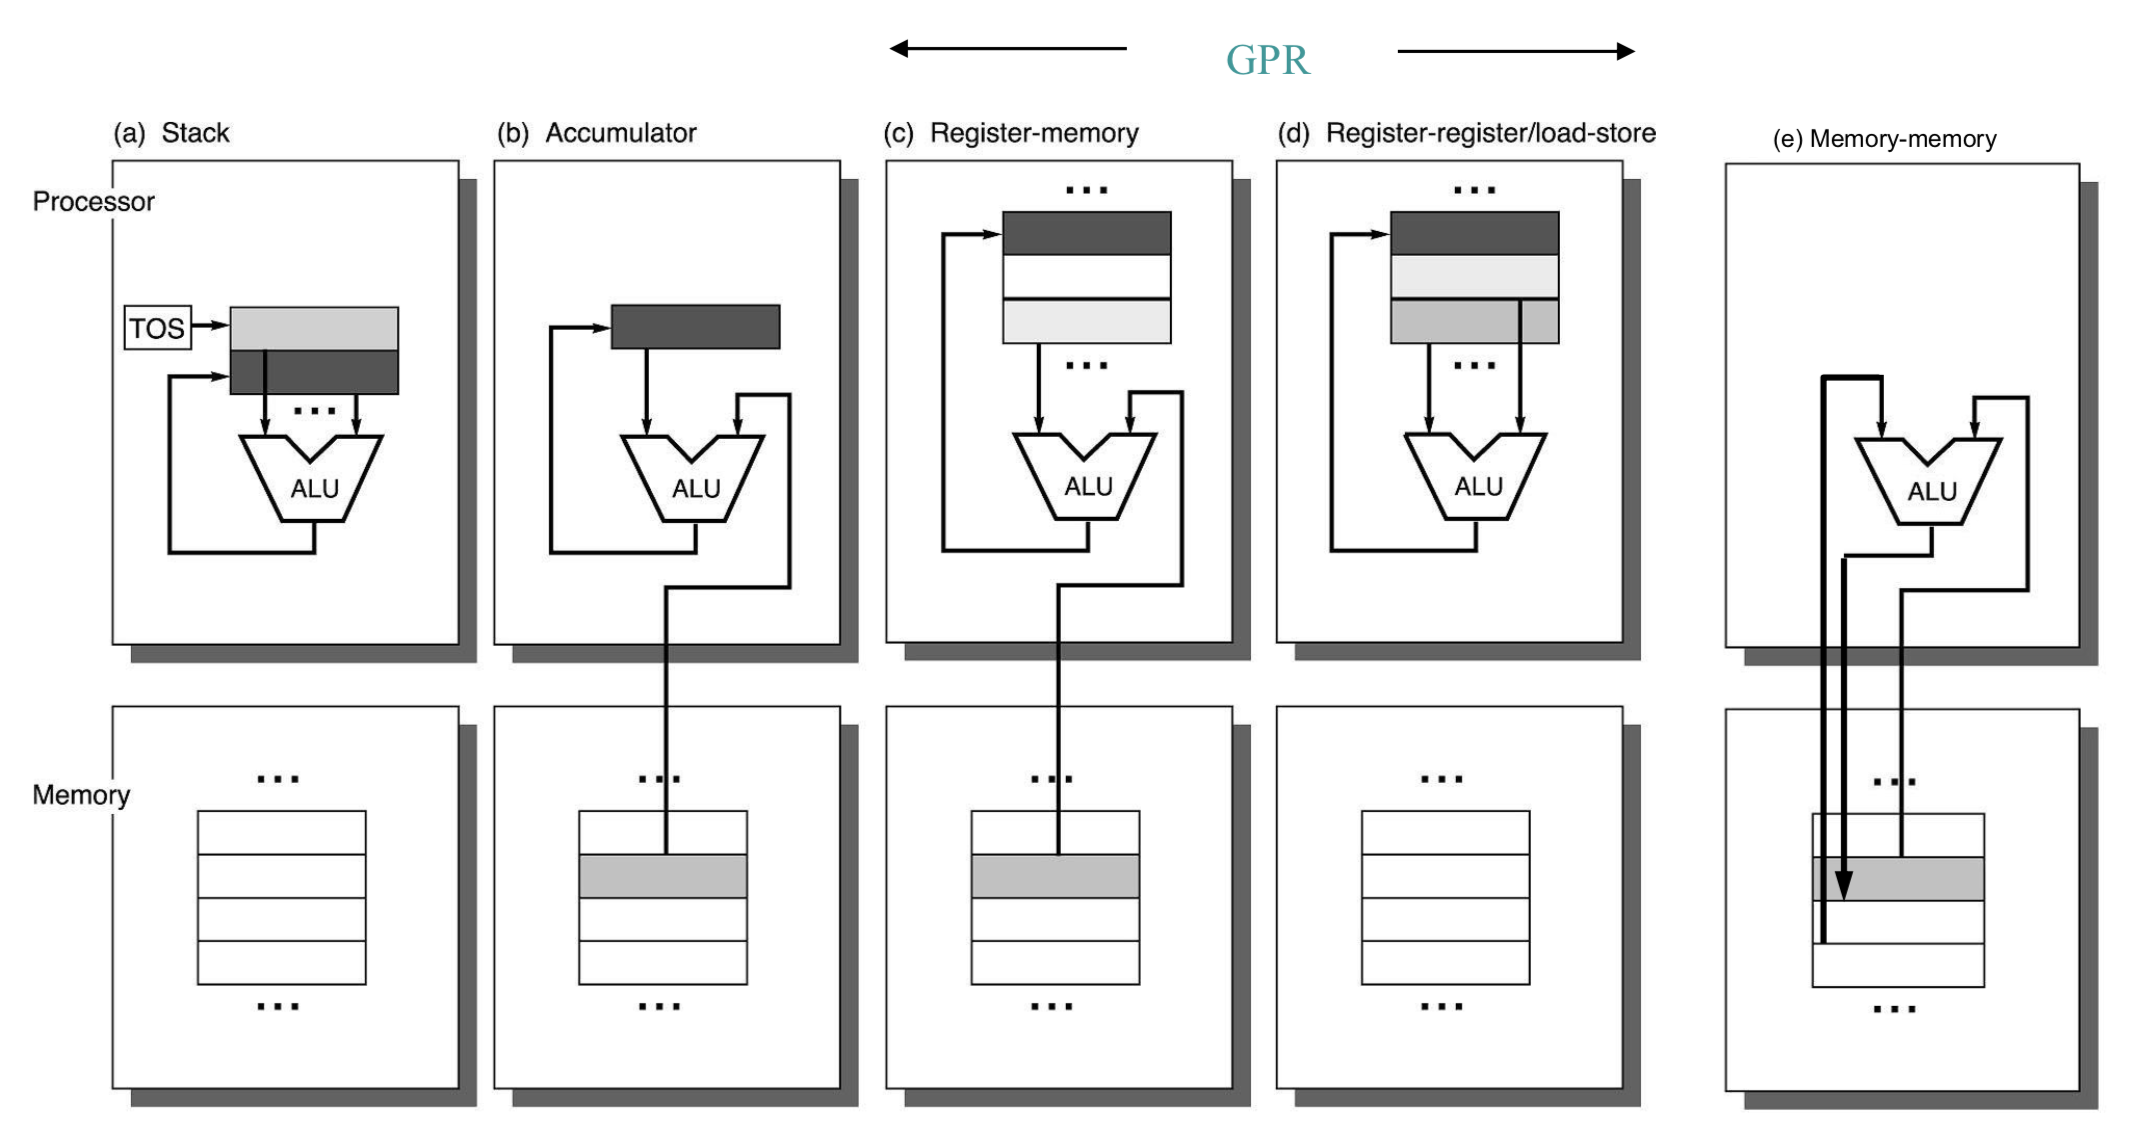 GPR
(a) Stack
(b) Accumulator
(c) Register-memory
(d) Register-register/load-store
(e) Memory-memory
Processor
TOS
...
...
...
...
...
...
ALU
ALU
ALU
ALU
ALU
Memory
...
...
...
...
...
...
...
...
...
...